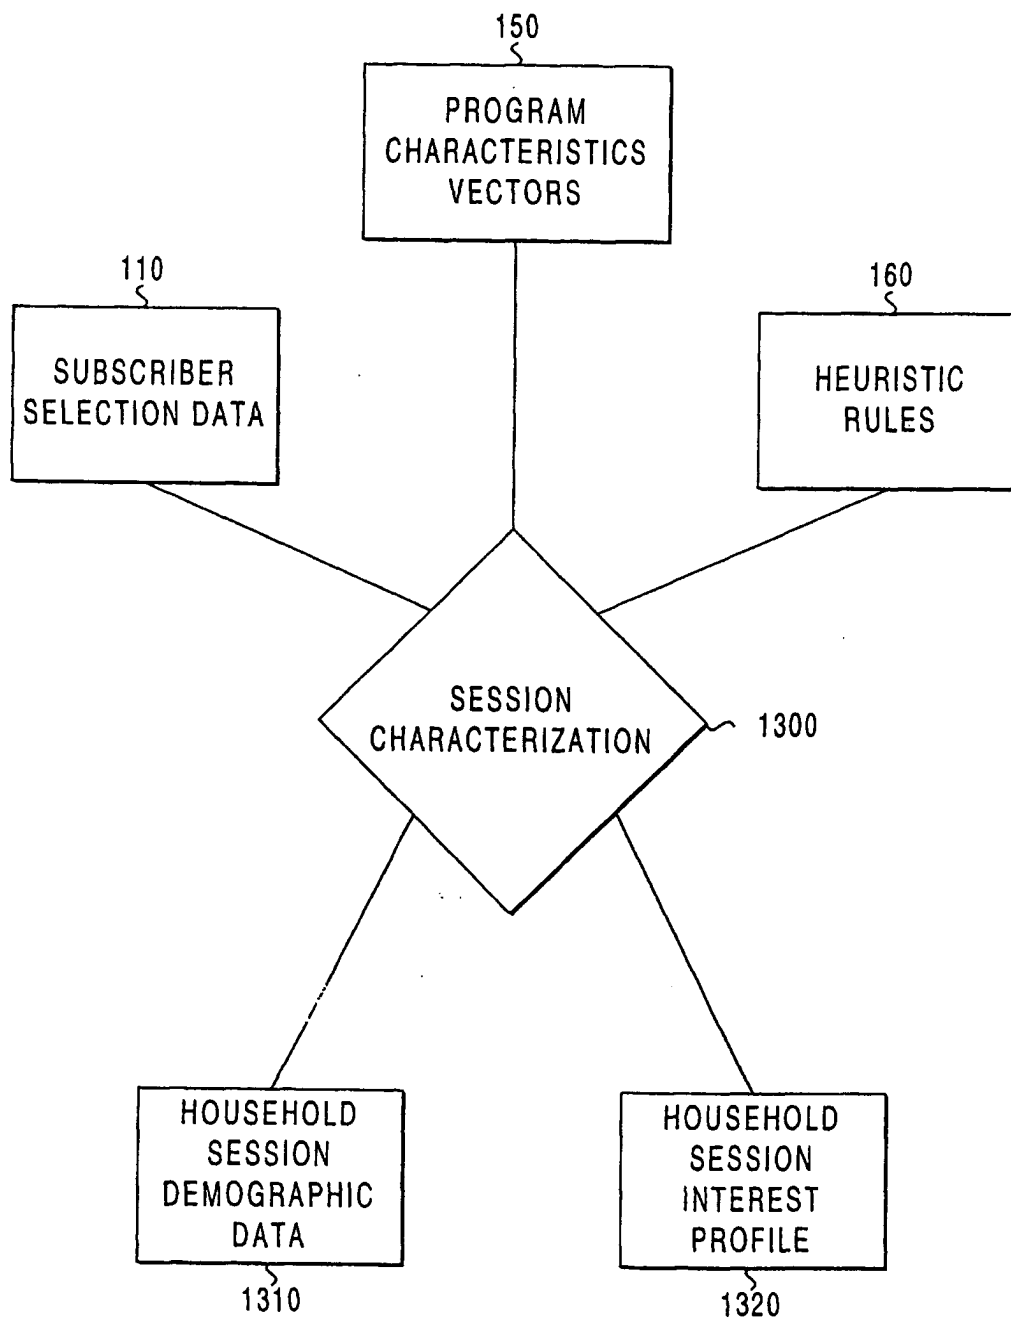 150
PROGRAM
CHARACTERISTICS
VECTORS
110
SUBSCRIBER
SELECTION DATA
160
HEURISTIC
RULES
SESSION
CHARACTERIZATION
1300
HOUSEHOLD
SESSION
DEMOGRAPHIC
DATA
1310
HOUSEHOLD
SESSION
INTEREST
PROFILE
1320